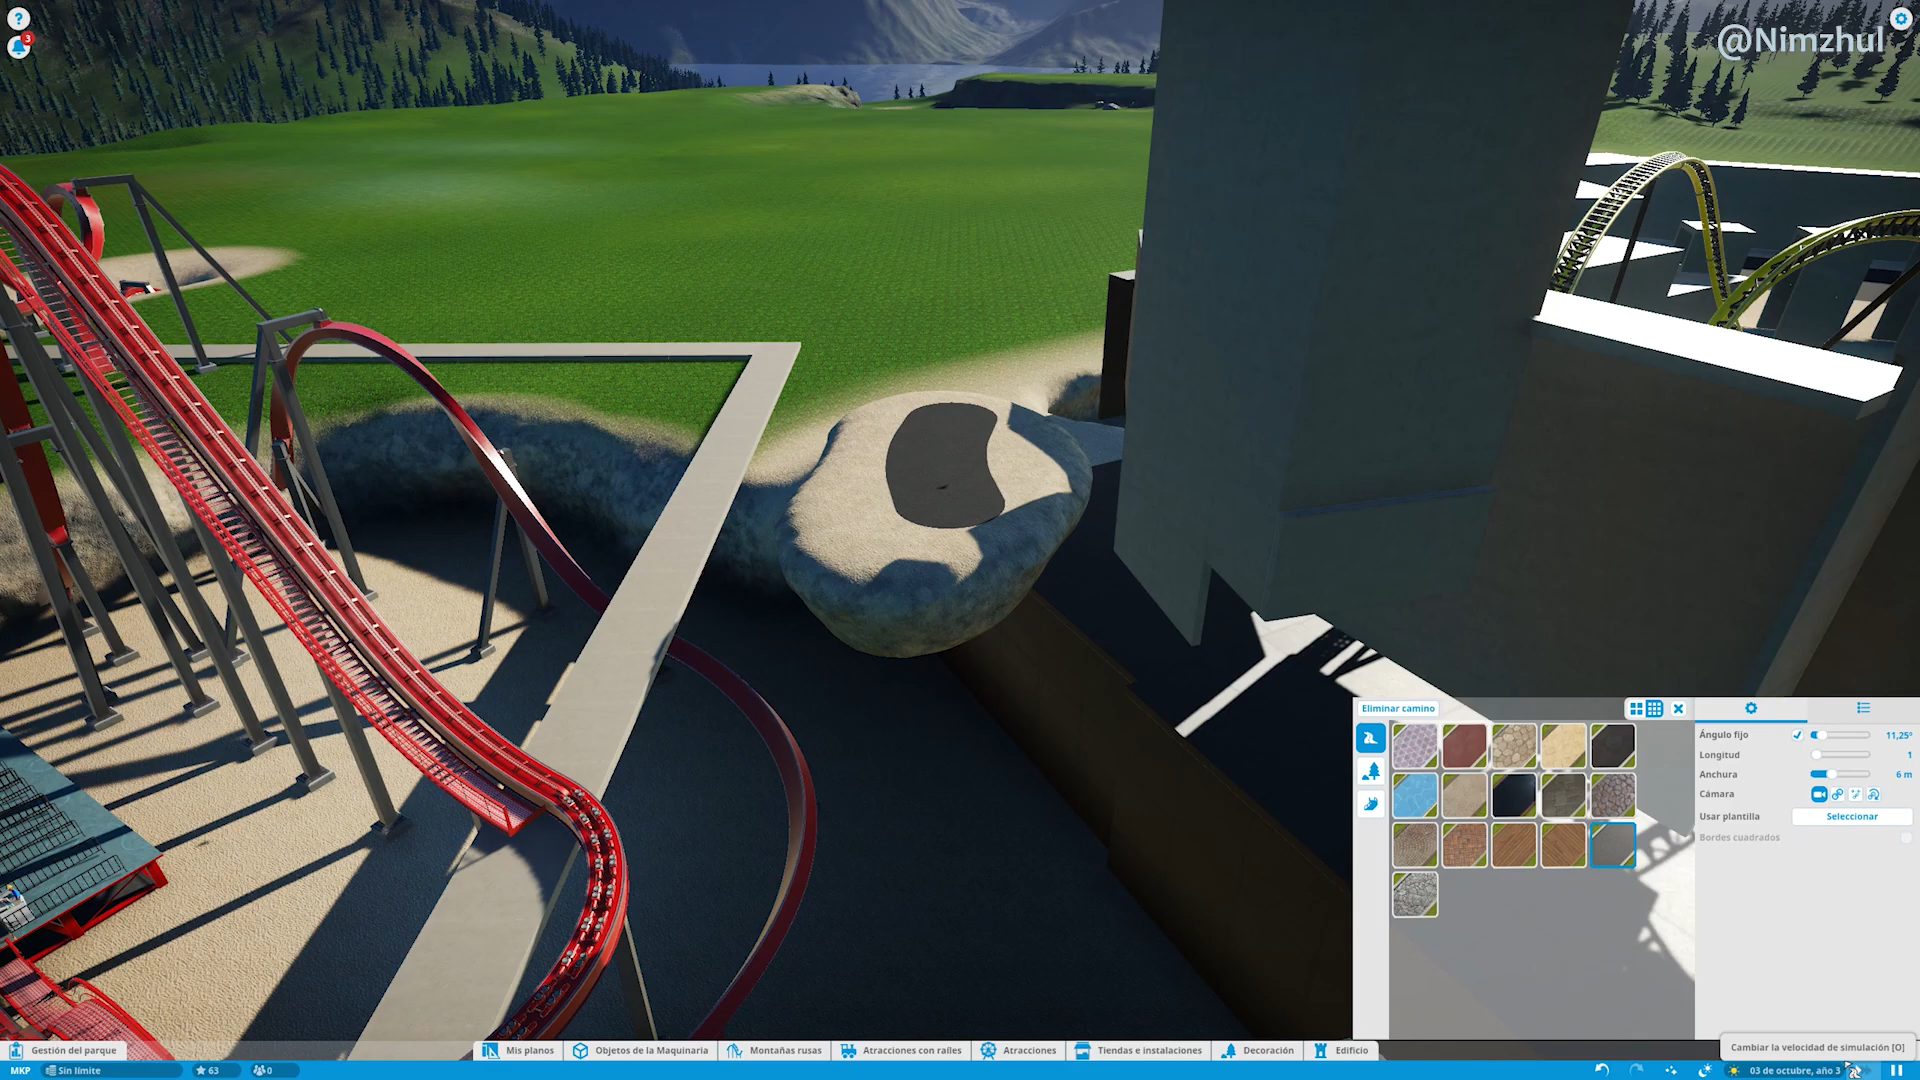 ?
3
@Nimzhul
Eliminar camino
Ángulo fijo
11,25º
Longitud
1
Anchura
6 m
Cámara
Usar plantilla
Seleccionar
Bordes cuadrados
Cambiar la velocidad de simulación [O]
Gestión del parque
Mis planos
Objetos de la Maquinaria
Montañas rusas
Atracciones con raíles
Atracciones
Tiendas e instalaciones
Decoración
Edificio
MKP
Sin límite
63
0
03 de octubre, año 3